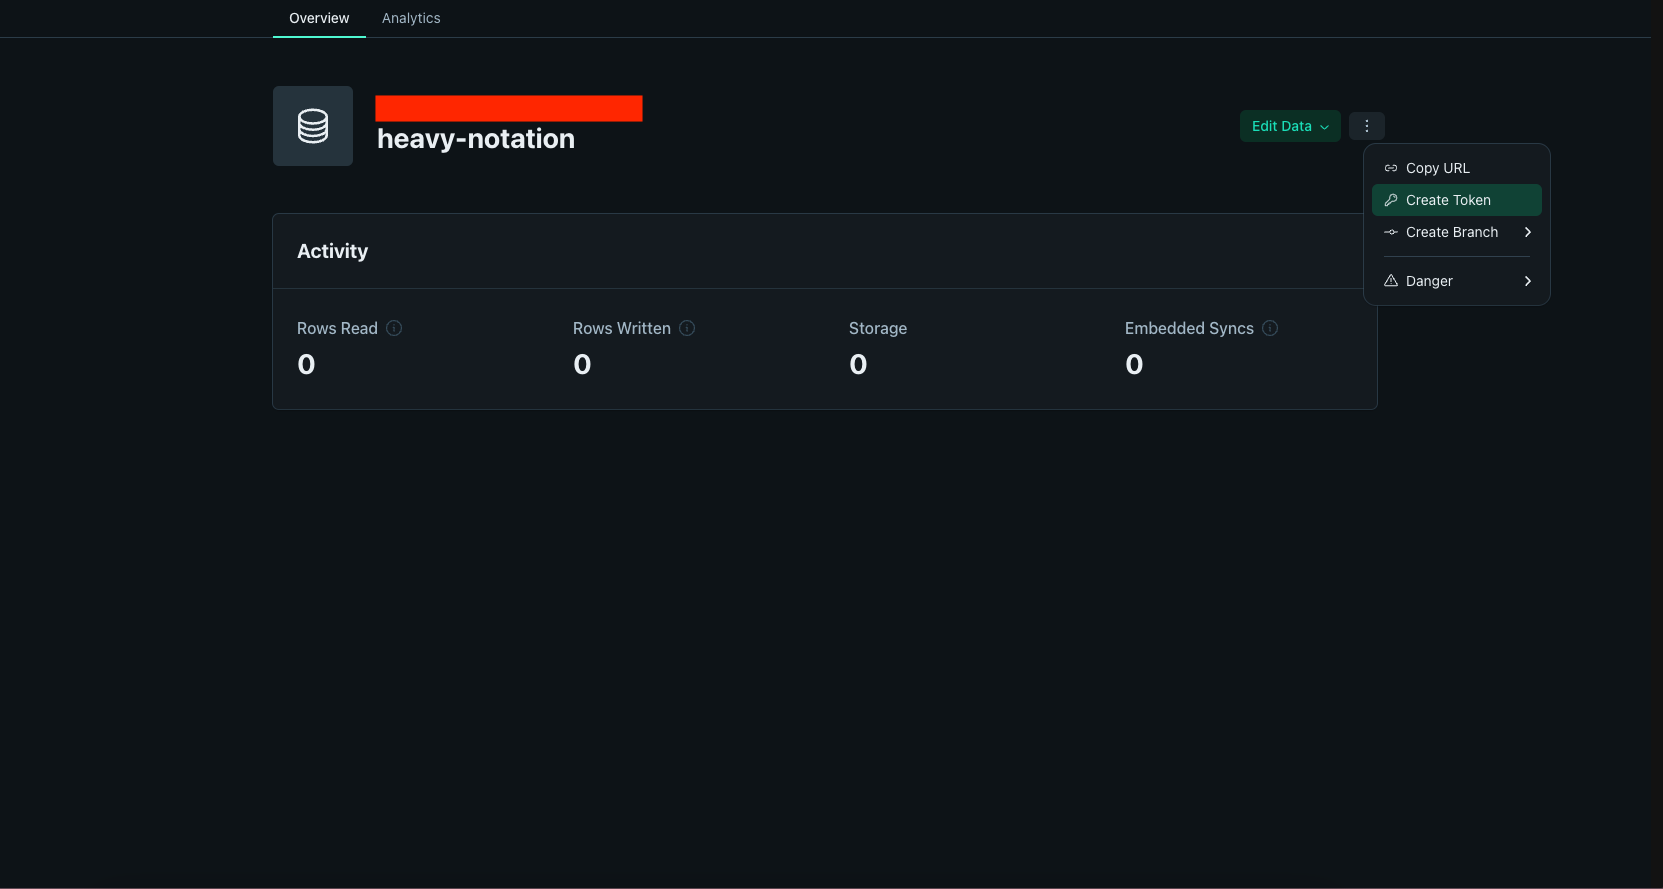 Overview Analytics
heavy-notation
Edit Data
Copy URL
Create Token
Create Branch
Danger
Activity
Rows Read Rows Written Storage Embedded Syncs
0 0 0 0